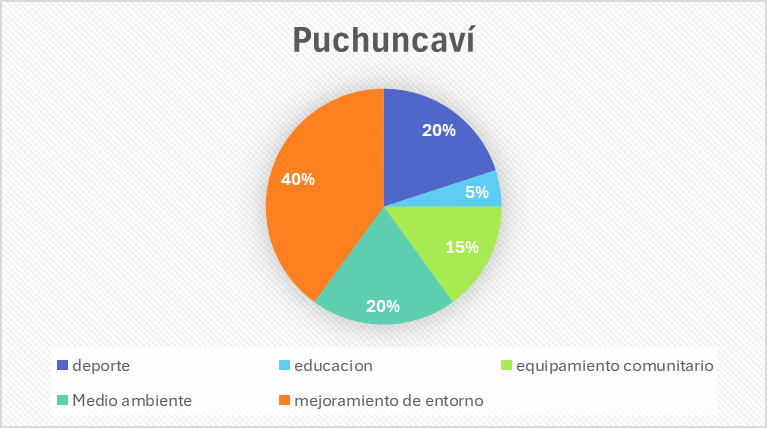 Puchuncaví
20%
5%
40%
15%
20%
deporte educacion equipamiento comunitario
Medio ambiente mejoramiento de entorno